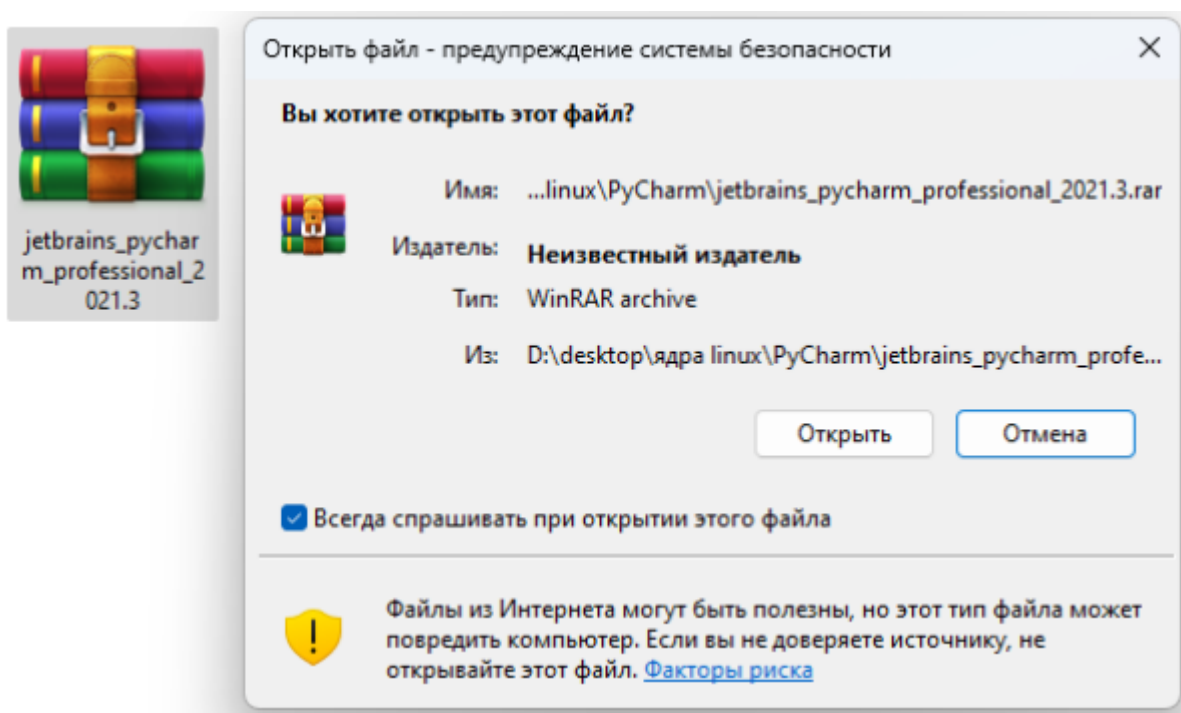 jetbrains_pychar
m_professional_2
021.3
Открыть файл - предупреждение системы безопасности
Вы хотите открыть этот файл?
Имя: ...linux\PyCharm\jetbrains_pycharm_professional_2021.3.rar
Издатель: Неизвестный издатель
Тип: WinRAR archive
Из: D:\desktop\ядра linux\PyCharm\jetbrains_pycharm_profe...
Открыть Отмена
Всегда спрашивать при открытии этого файла
Файлы из Интернета могут быть полезны, но этот тип файла может
повредить компьютер. Если вы не доверяете источнику, не
открывайте этот файл. Факторы риска